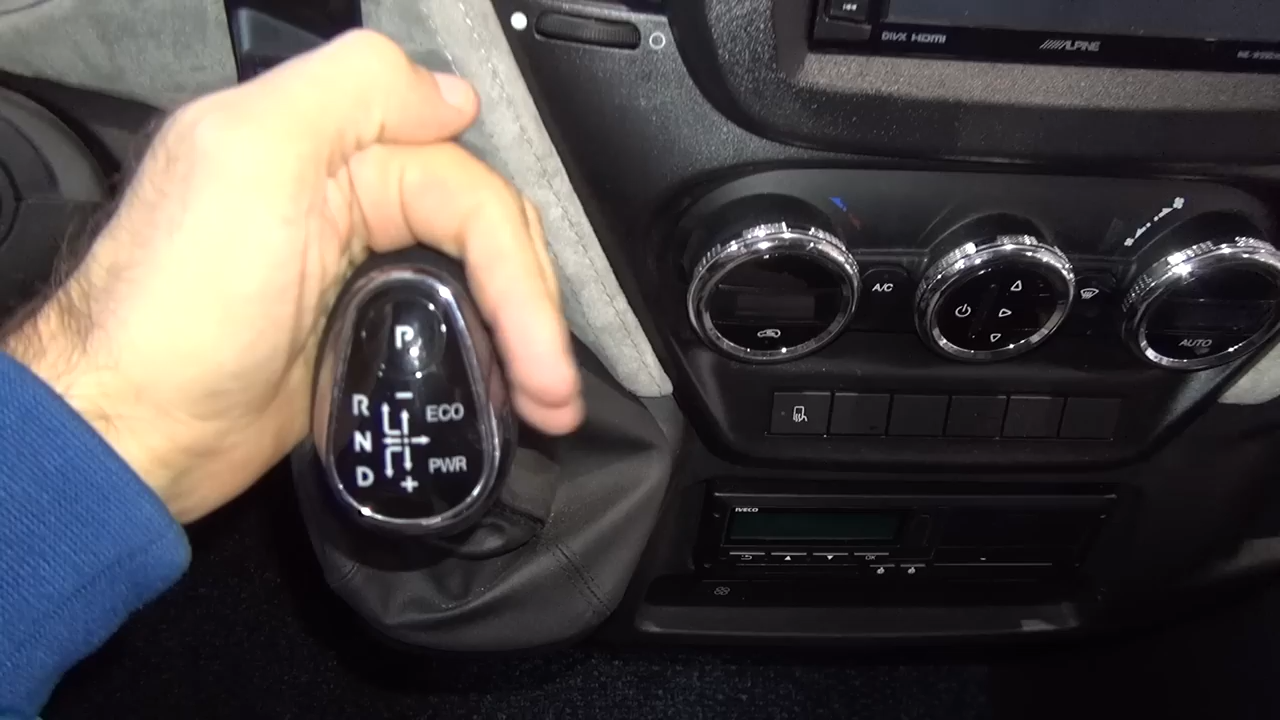 DIVX HDMI
ALPINE
A/C
AUTO
P
R
N
D
−
ECO
PWR
+
IVECO
OK